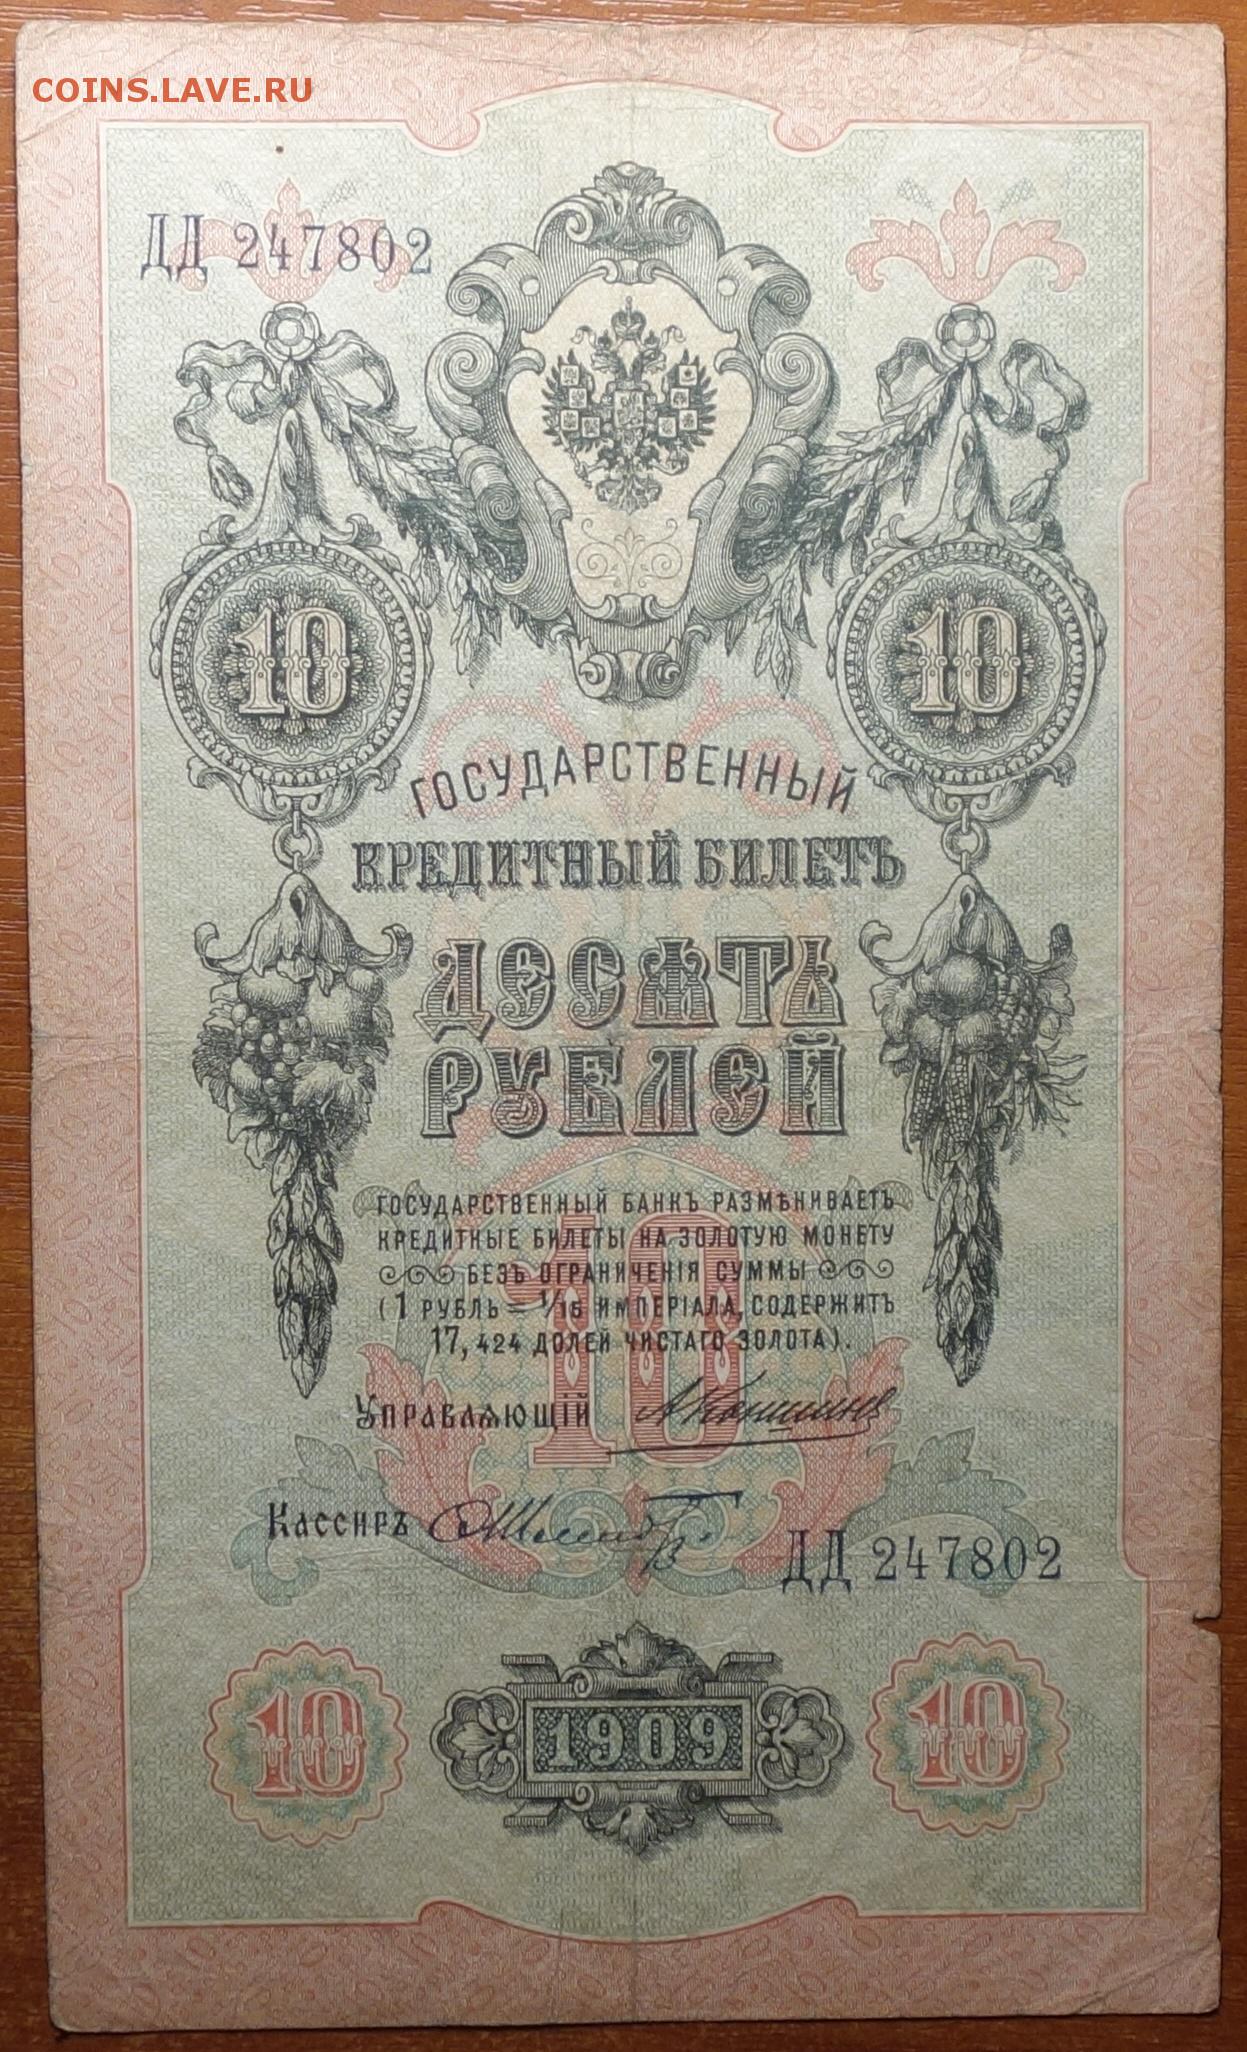 COINS.LAVE.RU
ДД 247802
10 10
ГОСУДАРСТВЕННЫЙ
КРЕДИТНЫЙ БИЛЕТЪ
ДЕСѦТЬ
РУБЛЕЙ
ГОСУДАРСТВЕННЫЙ БАНКЪ РАЗМѢНИВАЕТЪ
КРЕДИТНЫЕ БИЛЕТЫ НА ЗОЛОТУЮ МОНЕТУ
БЕЗЪ ОГРАНИЧЕНІЯ СУММЫ
(1 РУБЛЬ = 1/15 ИМПЕРІАЛА, СОДЕРЖИТЪ
17,424 ДОЛЕЙ ЧИСТАГО ЗОЛОТА).
10
УПРАВЛѦЮЩІЙ
КАССИРЪ
ДД 247802
10 1909 10